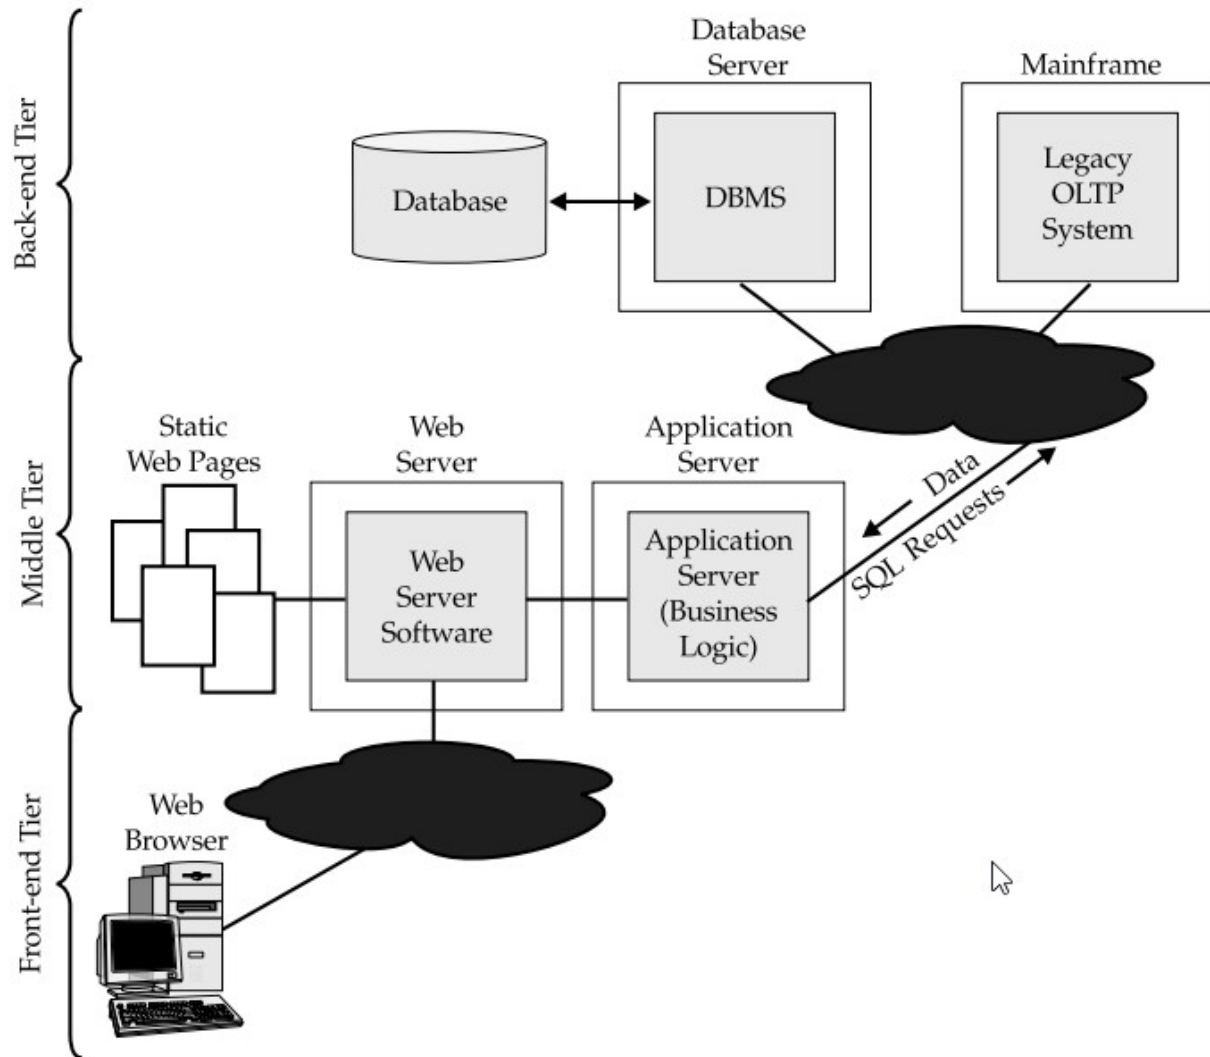 Back-end Tier
Database
Server
Mainframe
Database
DBMS
Legacy
OLTP
System
Middle Tier
Static
Web Pages
Web
Server
Application
Server
Web
Server
Software
Application
Server
(Business
Logic)
Data
SQL Requests
Front-end Tier
Web
Browser